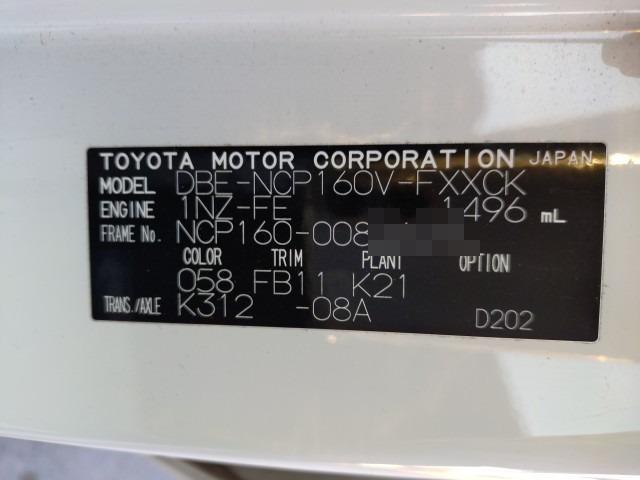 TOYOTA MOTOR CORPORATION JAPAN
MODEL DBE-NCP160V-FXXCK
ENGINE 1NZ-FE 1496 mL
FRAME No. NCP160-008
COLOR TRIM PLANT OPTION
058 FB11 K21
TRANS./AXLE K312 -08A D202